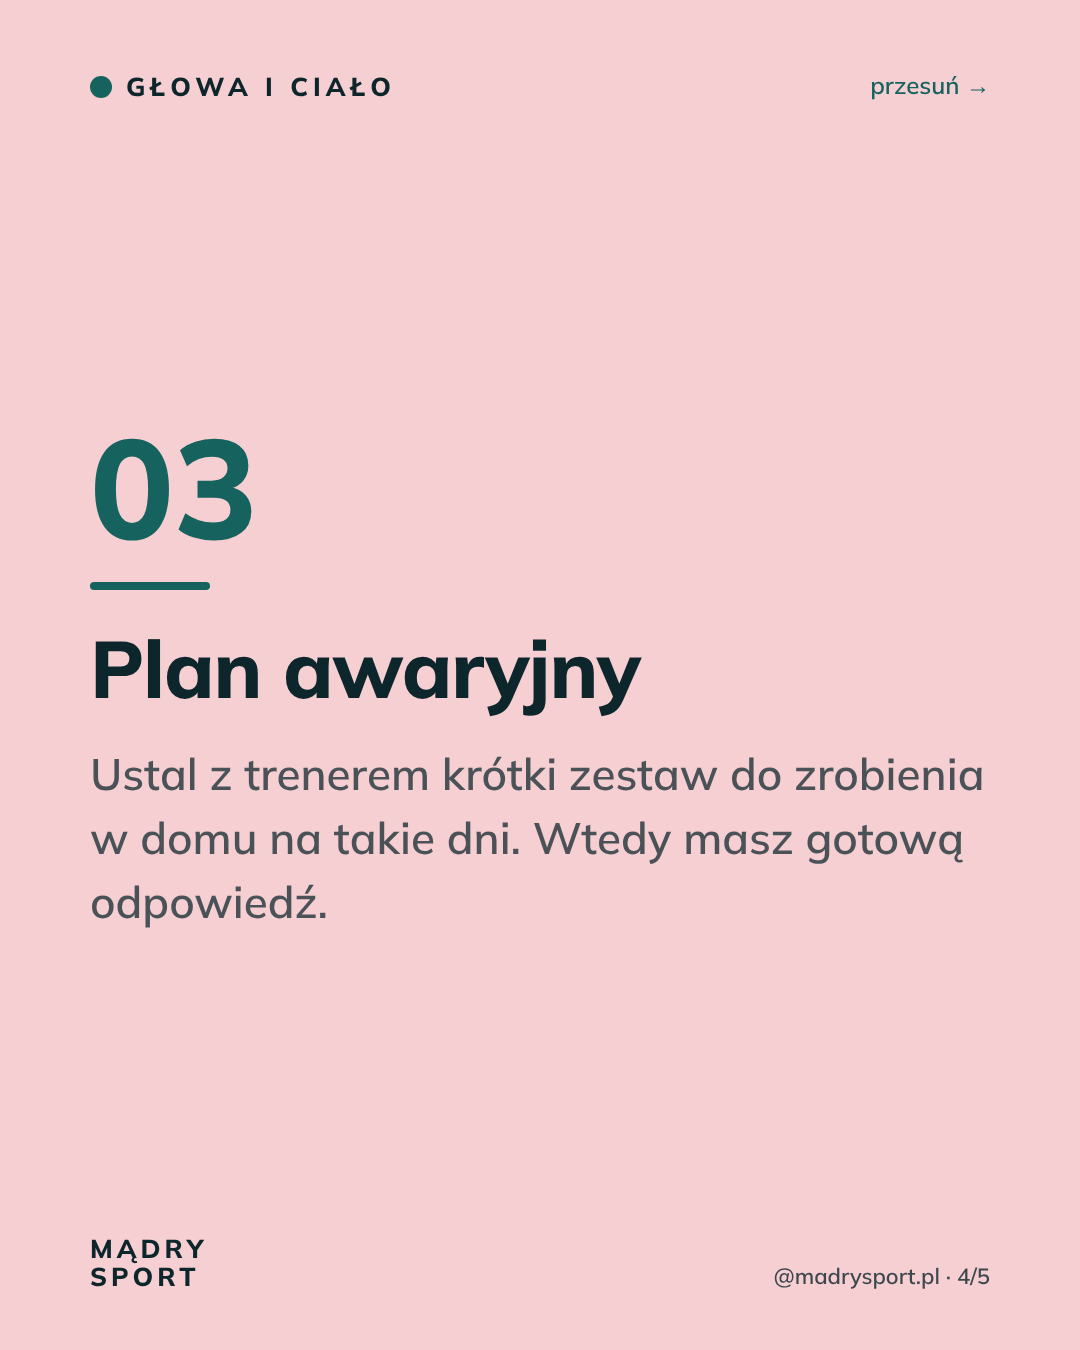 GŁOWA I CIAŁO
przesuń →
03
Plan awaryjny
Ustal z trenerem krótki zestaw do zrobienia
w domu na takie dni. Wtedy masz gotową
odpowiedź.
MĄDRY
SPORT
@madrysport.pl · 4/5